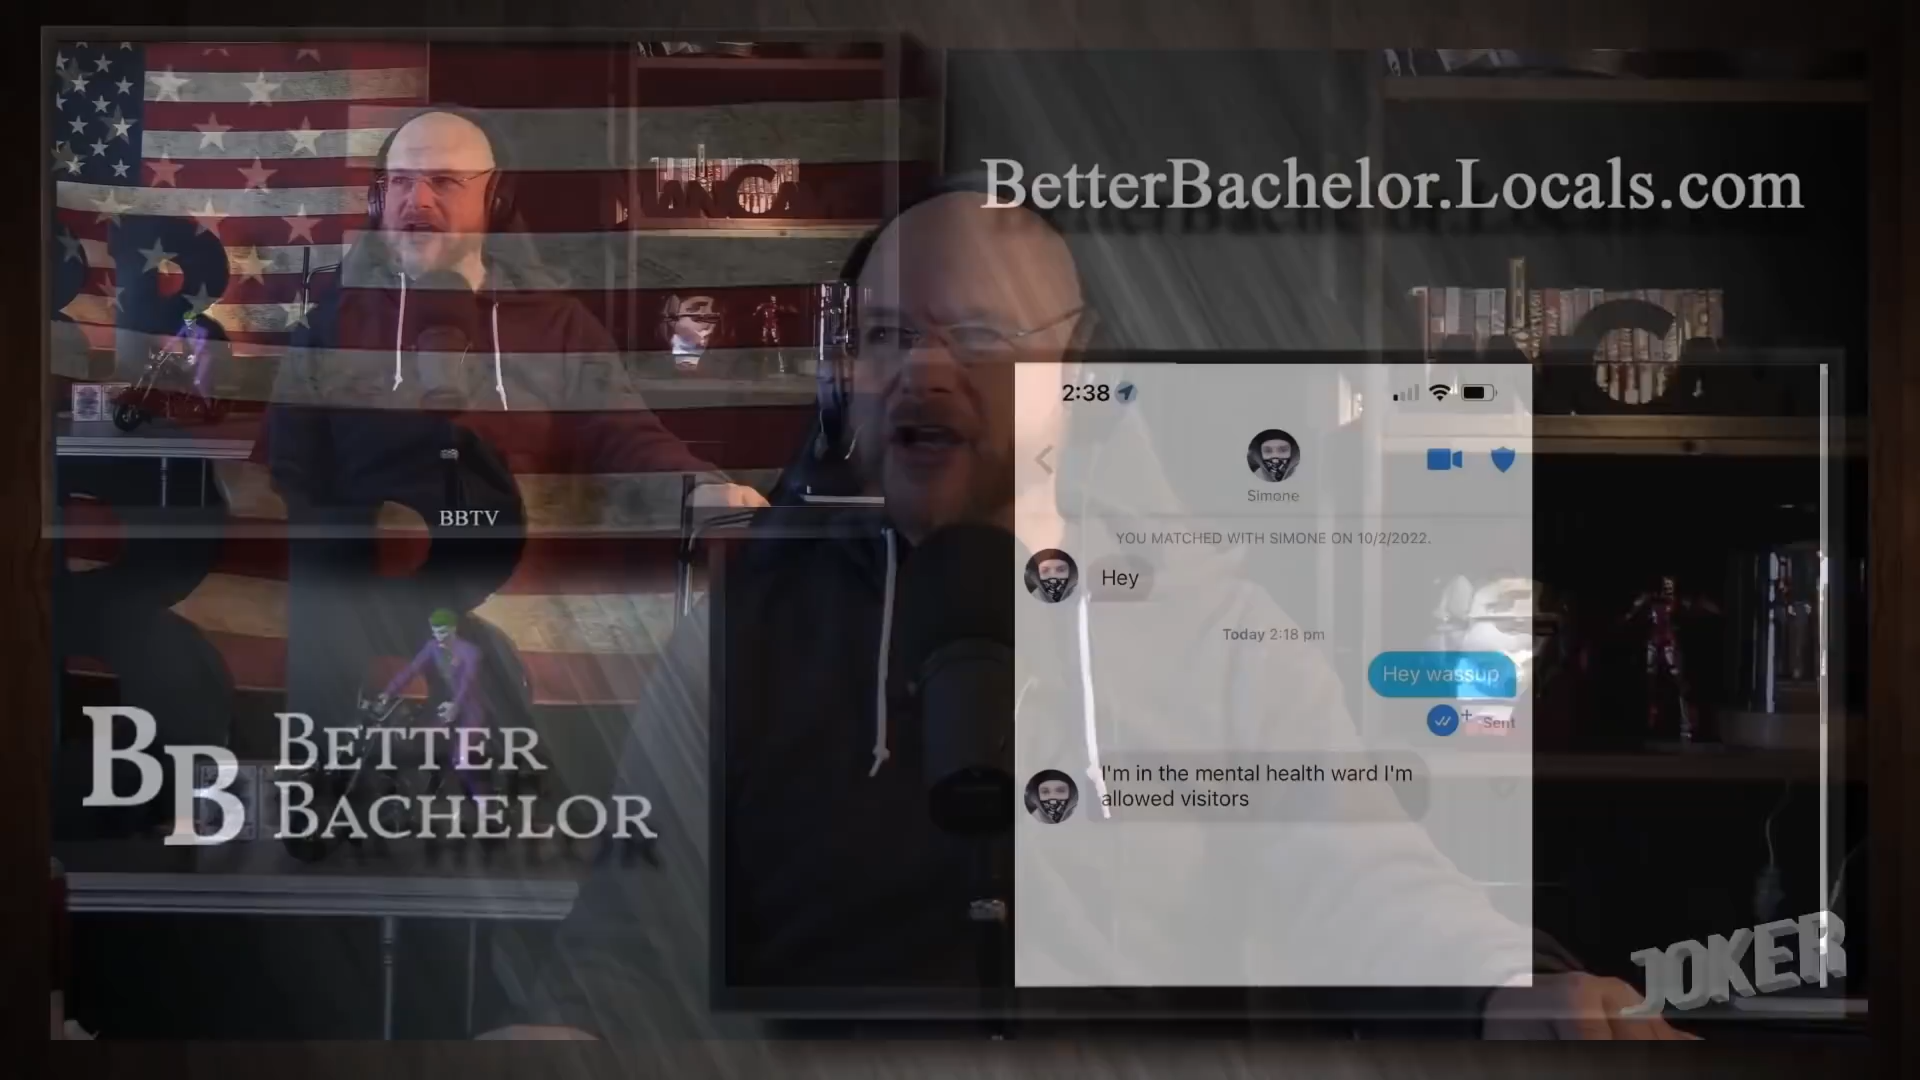 BetterBachelor.Locals.com
BBTV
BB BETTER
BACHELOR
2:38
Simone
YOU MATCHED WITH SIMONE ON 10/2/2022.
Hey
Today 2:18 pm
Hey wassup
Sent
I'm in the mental health ward I'm
allowed visitors
JOKER